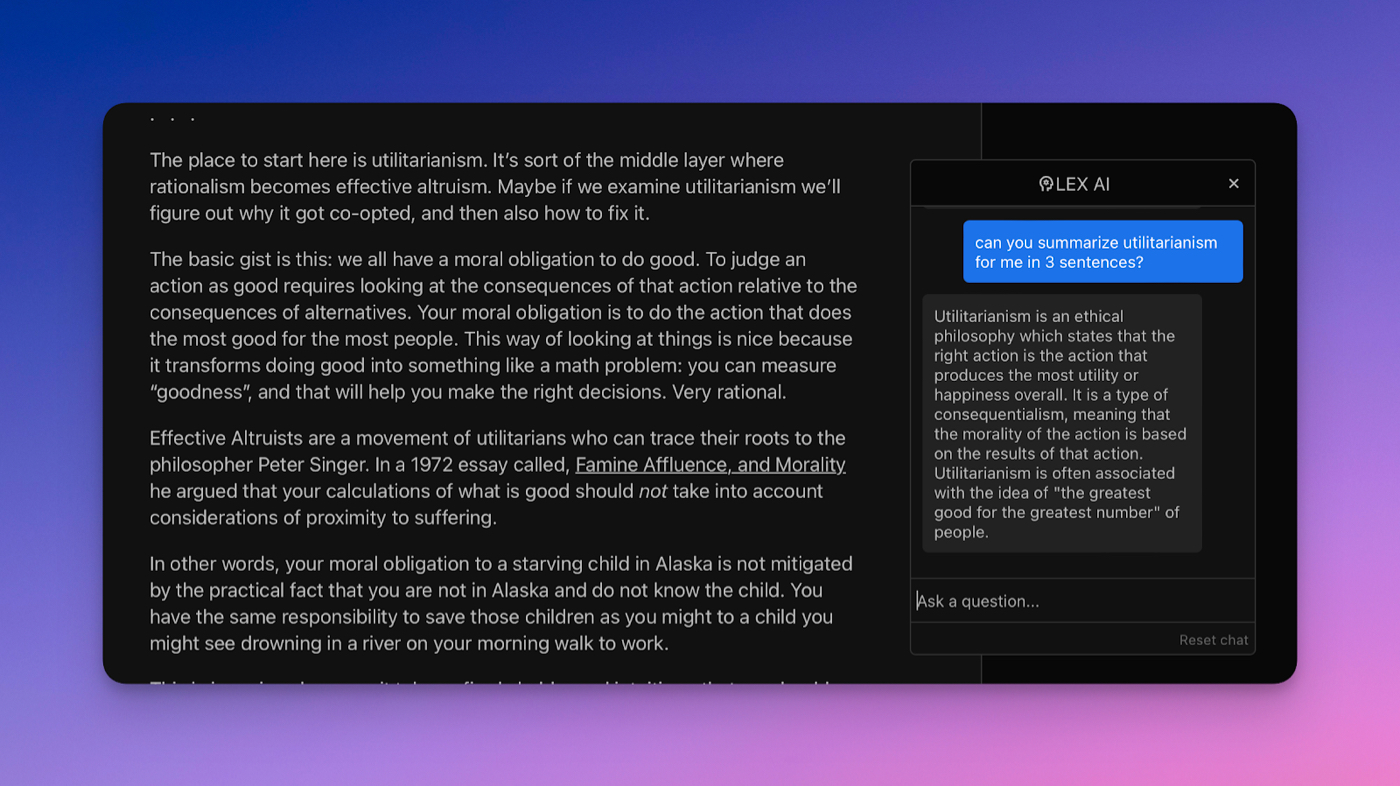 . . .
The place to start here is utilitarianism. It’s sort of the middle layer where
rationalism becomes effective altruism. Maybe if we examine utilitarianism we’ll
figure out why it got co-opted, and then also how to fix it.
The basic gist is this: we all have a moral obligation to do good. To judge an
action as good requires looking at the consequences of that action relative to the
consequences of alternatives. Your moral obligation is to do the action that does
the most good for the most people. This way of looking at things is nice because
it transforms doing good into something like a math problem: you can measure
“goodness”, and that will help you make the right decisions. Very rational.
Effective Altruists are a movement of utilitarians who can trace their roots to the
philosopher Peter Singer. In a 1972 essay called, Famine Affluence, and Morality
he argued that your calculations of what is good should not take into account
considerations of proximity to suffering.
In other words, your moral obligation to a starving child in Alaska is not mitigated
by the practical fact that you are not in Alaska and do not know the child. You
have the same responsibility to save those children as you might to a child you
might see drowning in a river on your morning walk to work.
LEX AI
can you summarize utilitarianism
for me in 3 sentences?
Utilitarianism is an ethical
philosophy which states that the
right action is the action that
produces the most utility or
happiness overall. It is a type of
consequentialism, meaning that
the morality of the action is based
on the results of that action.
Utilitarianism is often associated
with the idea of "the greatest
good for the greatest number" of
people.
Ask a question...
Reset chat